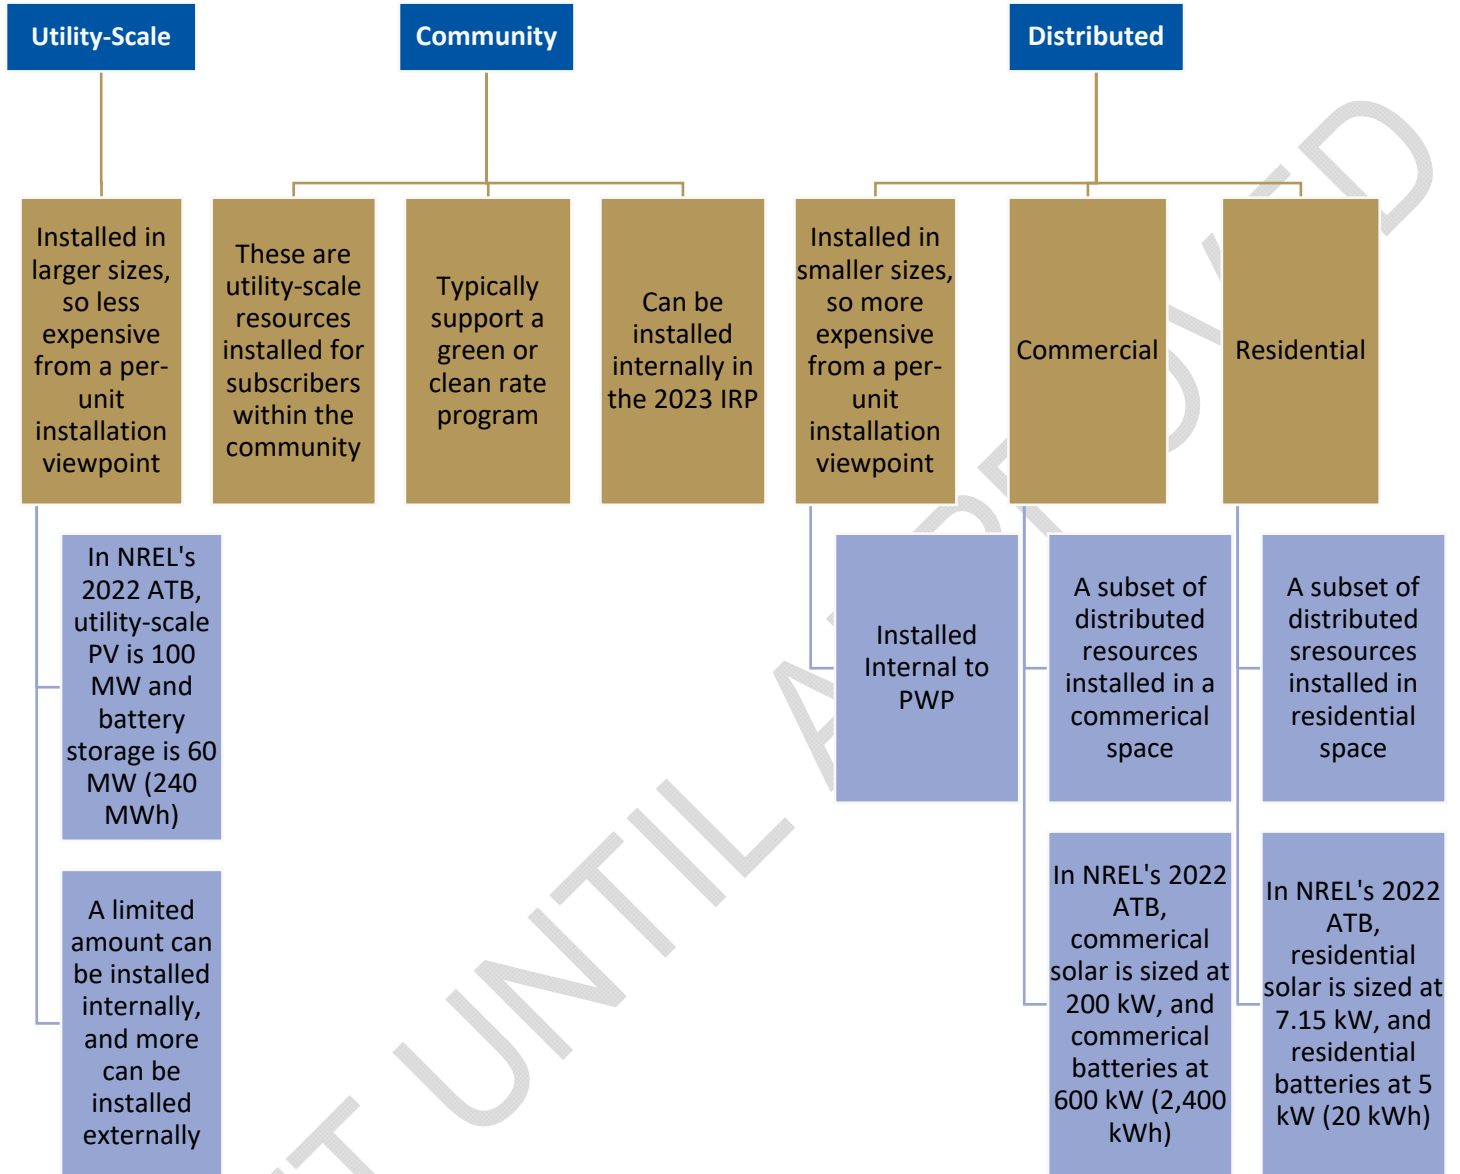 Utility-Scale
Installed in
larger sizes,
so less
expensive
from a per-
unit
installation
viewpoint
In NREL's
2022 ATB,
utility-scale
PV is 100
MW and
battery
storage is 60
MW (240
MWh)
A limited
amount can
be installed
internally,
and more
can be
installed
externally
Community
These are
utility-scale
resources
installed for
subscribers
within the
community
Typically
support a
green or
clean rate
program
Can be
installed
internally in
the 2023 IRP
Distributed
Installed in
smaller sizes,
so more
expensive
from a per-
unit
installation
viewpoint
Installed
Internal to
PWP
Commercial
A subset of
distributed
resources
installed in a
commerical
space
In NREL's 2022
ATB,
commerical
solar is sized at
200 kW, and
commerical
batteries at
600 kW (2,400
kWh)
Residential
A subset of
distributed
sresources
installed in
residential
space
In NREL's 2022
ATB,
residential
solar is sized at
7.15 kW, and
residential
batteries at 5
kW (20 kWh)
UNTIL